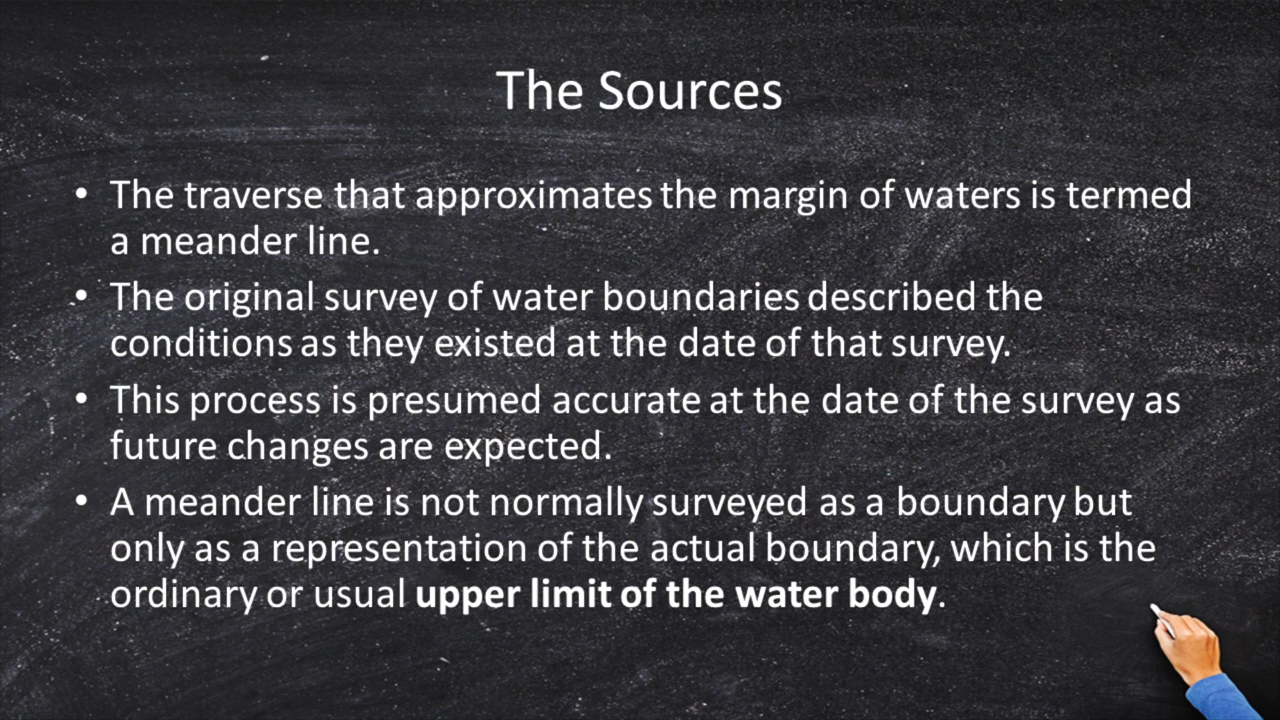 The Sources
• The traverse that approximates the margin of waters is termed
a meander line.
• The original survey of water boundaries described the
conditions as they existed at the date of that survey.
• This process is presumed accurate at the date of the survey as
future changes are expected.
• A meander line is not normally surveyed as a boundary but
only as a representation of the actual boundary, which is the
ordinary or usual upper limit of the water body.